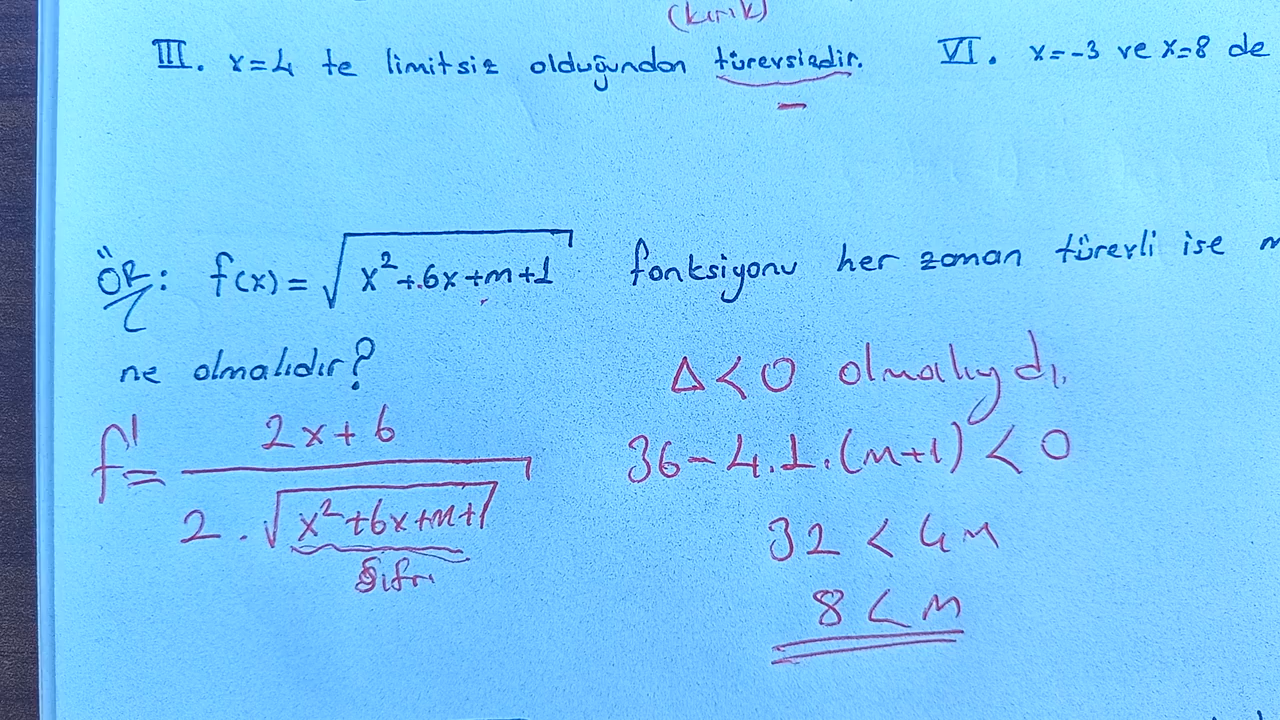 (kırık)
III. x=4 te limitsiz olduğundan türevsizdir.
VI. x=-3 ve x=8 de
ÖR: f(x) = √(x²+6x+m+1) fonksiyonu her zaman türevli ise m
ne olmalıdır?
Δ<0 olmalıydı.
f' = (2x+6) / (2.√(x²+6x+m+1))
36-4.1.(m+1) < 0
32 < 4m
8 < m